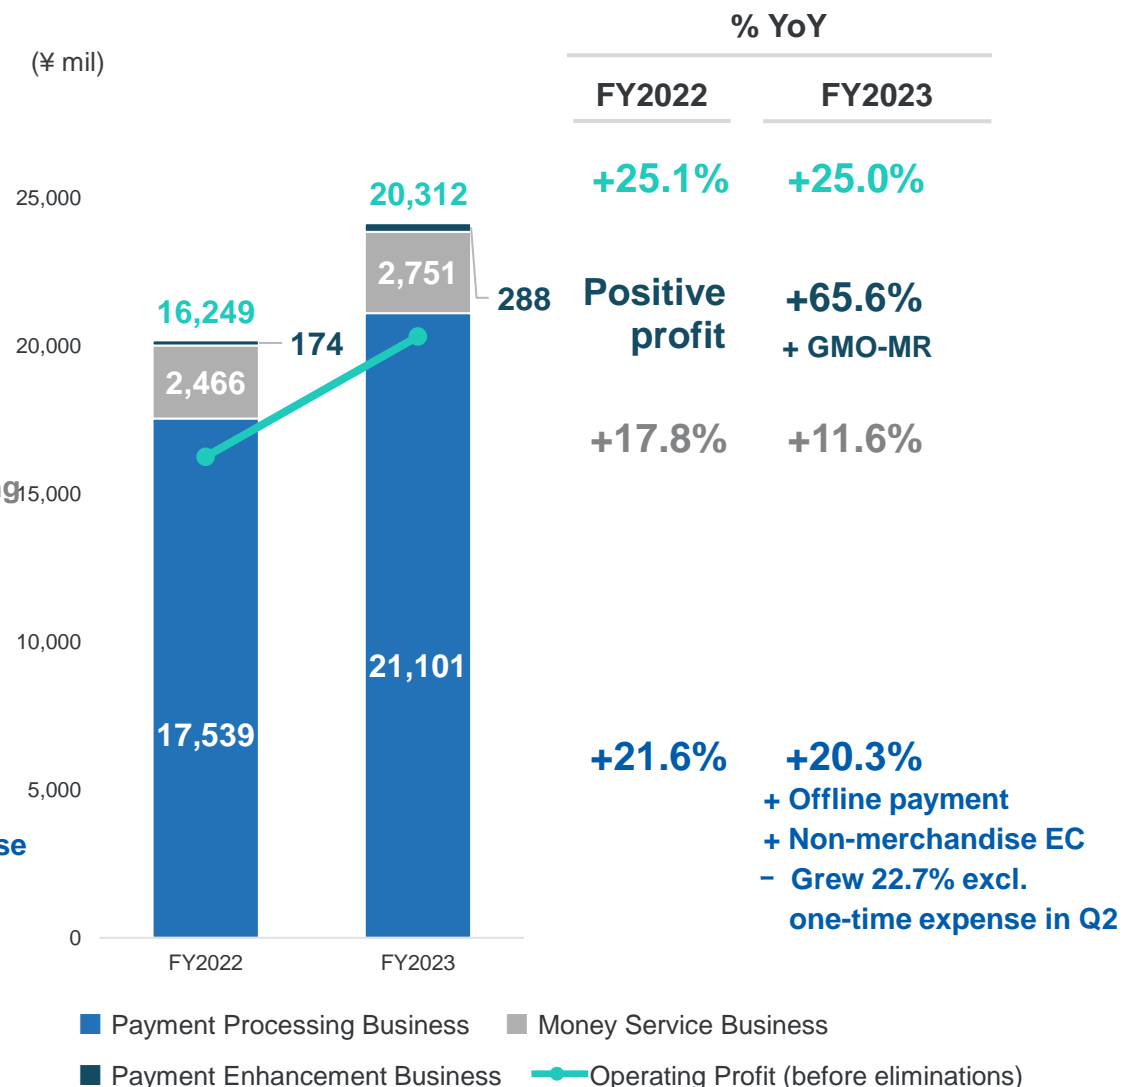 % YoY
(¥ mil)
FY2022
FY2023
+25.1%
+25.0%
25,000
20,312
2,751
288
Positive
profit
+65.6%
+ GMO-MR
16,249
174
20,000
2,466
+17.8%
+11.6%
15,000
10,000
21,101
17,539
+21.6%
+20.3%
5,000
+ Offline payment
+ Non-merchandise EC
− Grew 22.7% excl.
one-time expense in Q2
0
FY2022
FY2023
Payment Processing Business
Money Service Business
Payment Enhancement Business
Operating Profit (before eliminations)